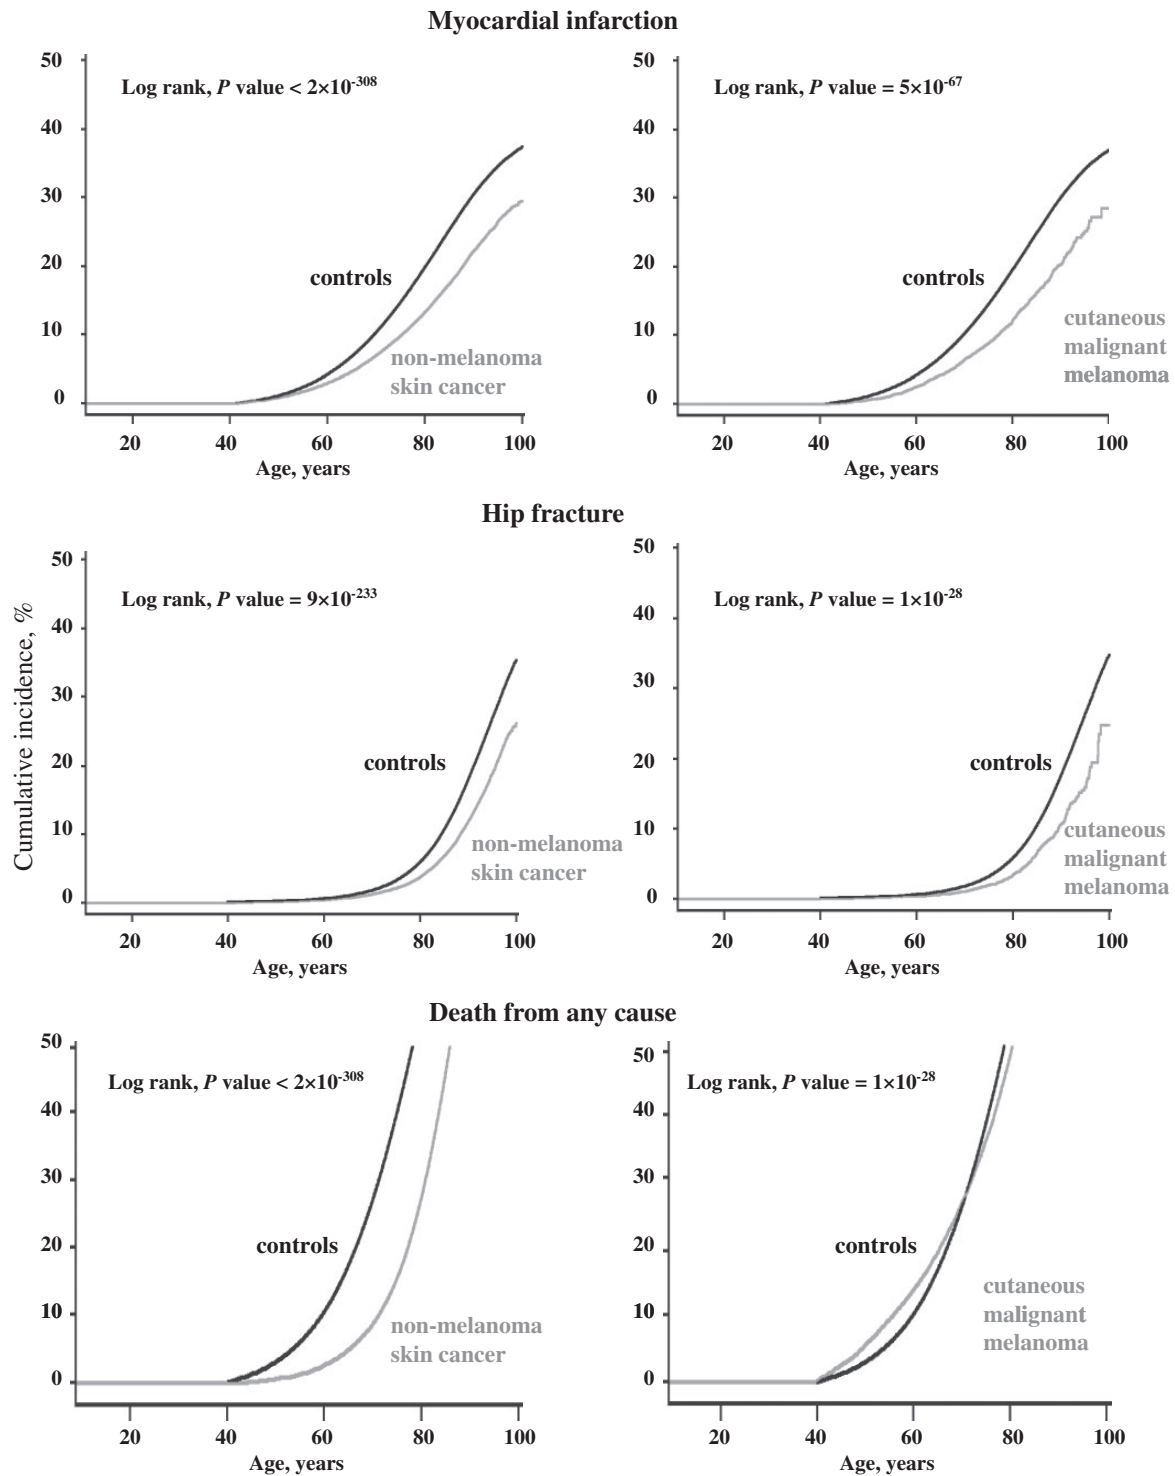 Myocardial infarction
50
Log rank, P value < 2×10-308
40
30
20
controls
10
non-melanoma
skin cancer
0
20 40 60 80 100
Age, years
50
Log rank, P value = 5×10-67
40
30
20
controls
10
cutaneous
malignant
melanoma
0
20 40 60 80 100
Age, years
Hip fracture
Cumulative incidence, %
50
Log rank, P value = 9×10-233
40
30
20
controls
10
non-melanoma
skin cancer
0
20 40 60 80 100
Age, years
50
Log rank, P value = 1×10-28
40
30
20
controls
10
cutaneous
malignant
melanoma
0
20 40 60 80 100
Age, years
Death from any cause
50
Log rank, P value < 2×10-308
40
30
20
controls
10
non-melanoma
skin cancer
0
20 40 60 80 100
Age, years
50
Log rank, P value = 1×10-28
40
30
20
controls
10
cutaneous
malignant
melanoma
0
20 40 60 80 100
Age, years